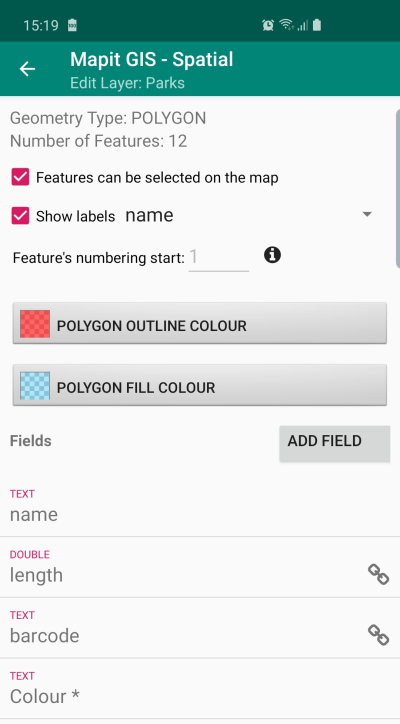 15:19
Mapit GIS - Spatial
Edit Layer: Parks
Geometry Type: POLYGON
Number of Features: 12
Features can be selected on the map
Show labels name
Feature's numbering start: 1
POLYGON OUTLINE COLOUR
POLYGON FILL COLOUR
Fields ADD FIELD
TEXT
name
DOUBLE
length
TEXT
barcode
TEXT
Colour *